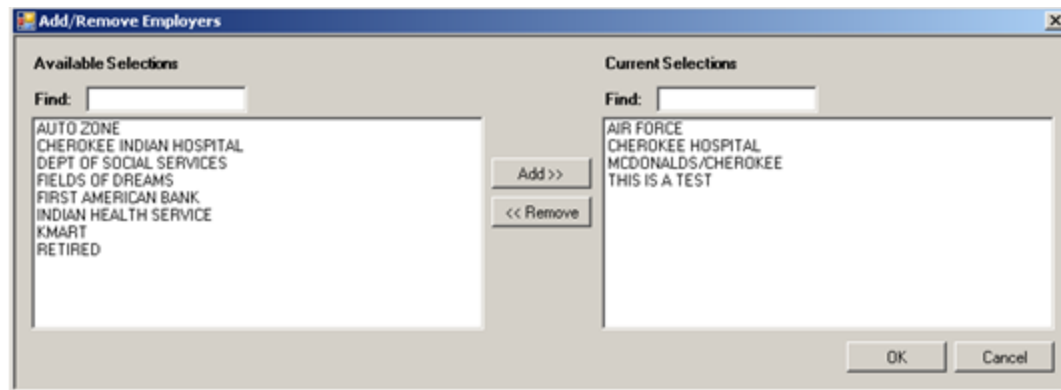 Add/Remove Employers
Available Selections
Find:
AUTO ZONE
CHEROKEE INDIAN HOSPITAL
DEPT OF SOCIAL SERVICES
FIELDS OF DREAMS
FIRST AMERICAN BANK
INDIAN HEALTH SERVICE
KMART
RETIRED
Add >>
<< Remove
Current Selections
Find:
AIR FORCE
CHEROKEE HOSPITAL
MCDONALDS/CHEROKEE
THIS IS A TEST
OK
Cancel